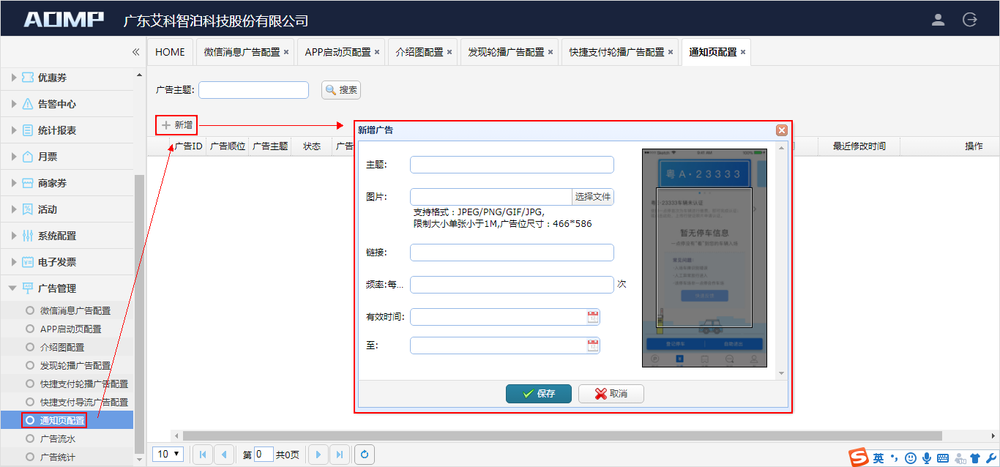 AOMP 广东艾科智泊科技股份有限公司
« HOME 微信消息广告配置 × APP启动页配置 × 介绍图配置 × 发现轮播广告配置 × 快捷支付轮播广告配置 × 通知页配置 ×
优惠券
告警中心
统计报表
月票
商家券
活动
系统配置
电子发票
广告管理
微信消息广告配置
APP启动页配置
介绍图配置
发现轮播广告配置
快捷支付轮播广告配置
快捷支付导流广告配置
通知页配置
广告流水
广告统计
广告主题: 搜索
新增
广告ID 广告顺位 广告主题 状态 广告 最近修改时间 操作
新增广告
主题:
图片: 选择文件
支持格式：JPEG/PNG/GIF/JPG,
限制大小单张小于1M,广告位尺寸：466*586
链接:
频率:每... 次
有效时间:
至:
Sketch 9:41 AM 100%
粤A·23333
粤A-23333车辆未认证
暂无停车信息
常见问题:
登记停车 自助进出
保存 取消
10 第 0 共0页
S 英